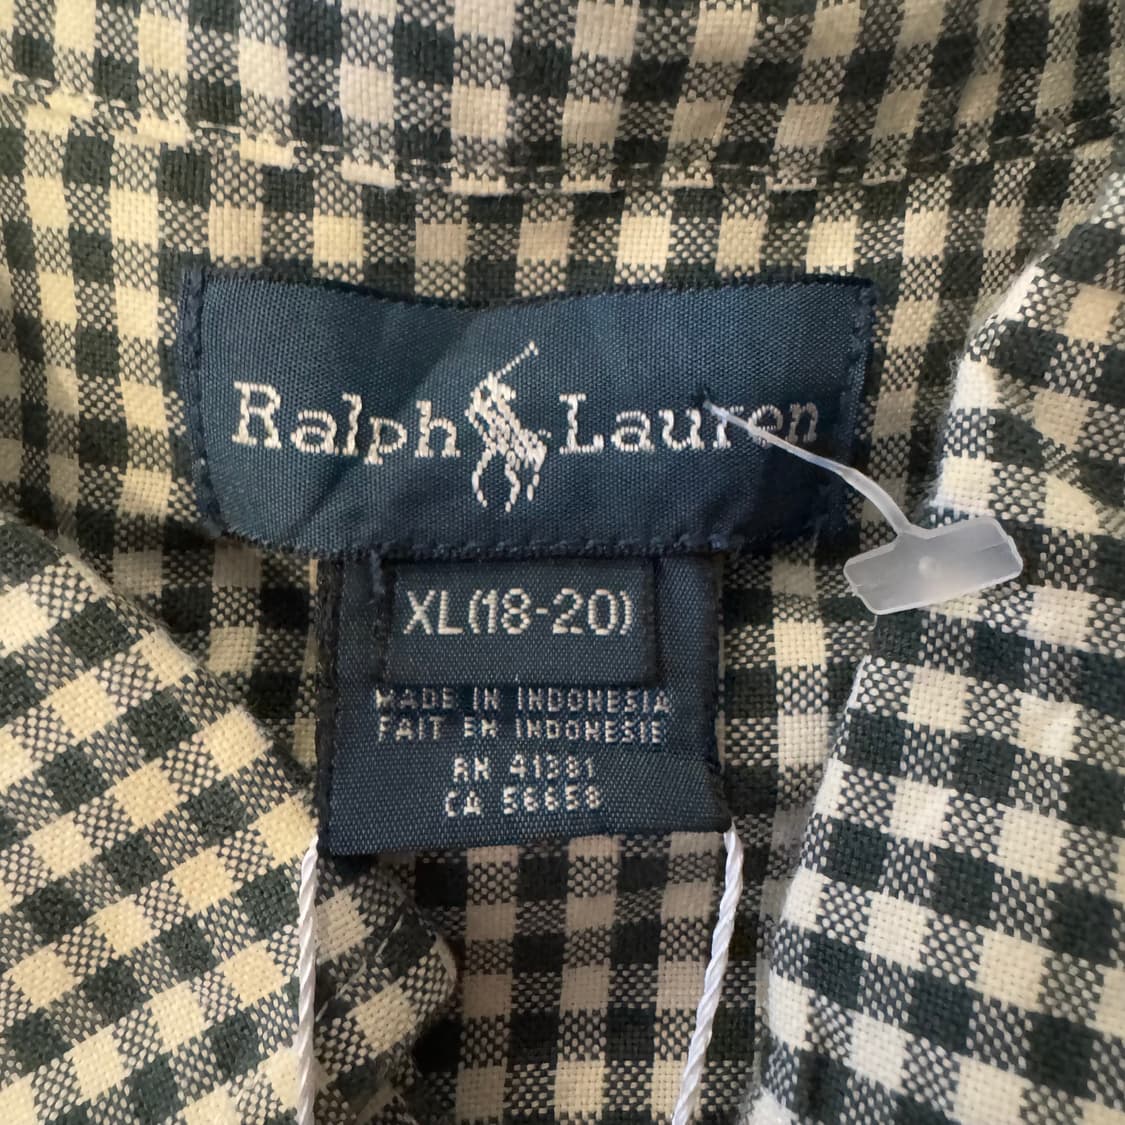 Ralph Lauren
XL(18-20)
MADE IN INDONESIA
FAIT EN INDONESIE
RN 41381
CA 56658